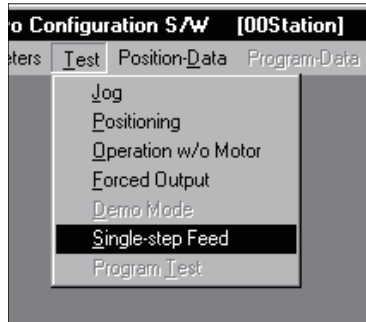 o Configuration S/W [00Station]
eters Test Position-Data Program-Data
Jog
Positioning
Operation w/o Motor
Forced Output
Demo Mode
Single-step Feed
Program Test